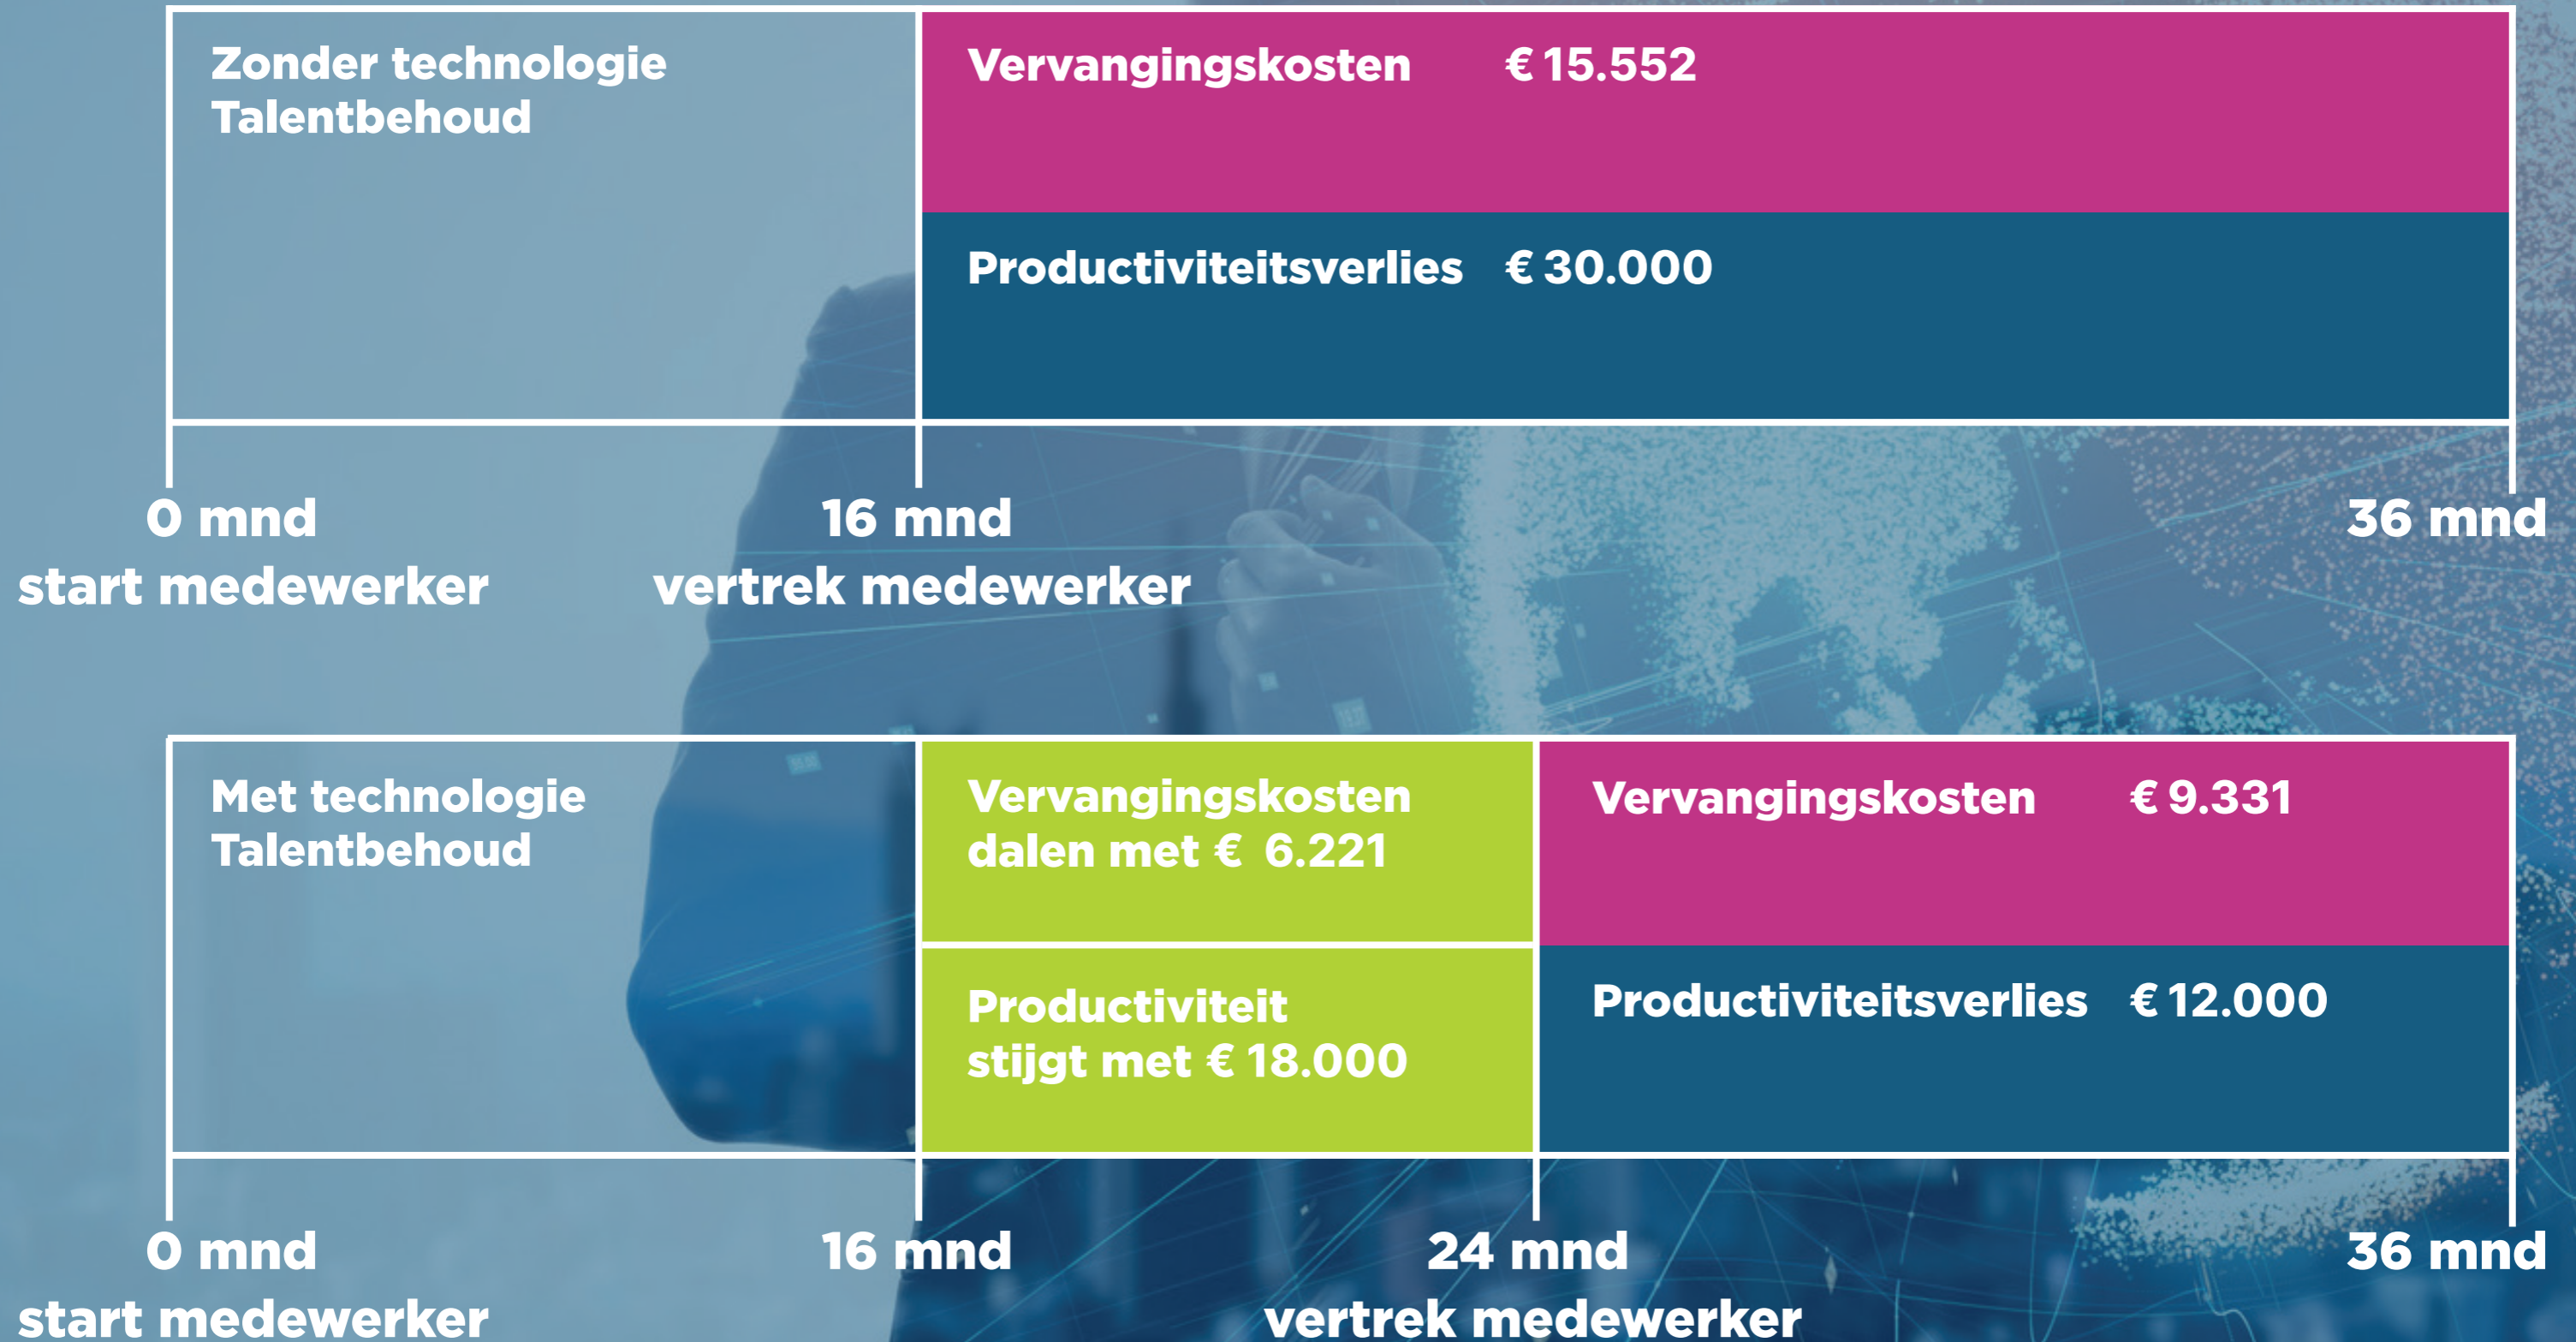 Zonder technologie
Talentbehoud
Vervangingskosten € 15.552
Productiviteitsverlies € 30.000
0 mnd
start medewerker
16 mnd
vertrek medewerker
36 mnd
Met technologie
Talentbehoud
Vervangingskosten
dalen met € 6.221
Productiviteit
stijgt met € 18.000
Vervangingskosten € 9.331
Productiviteitsverlies € 12.000
0 mnd
start medewerker
16 mnd
24 mnd
vertrek medewerker
36 mnd